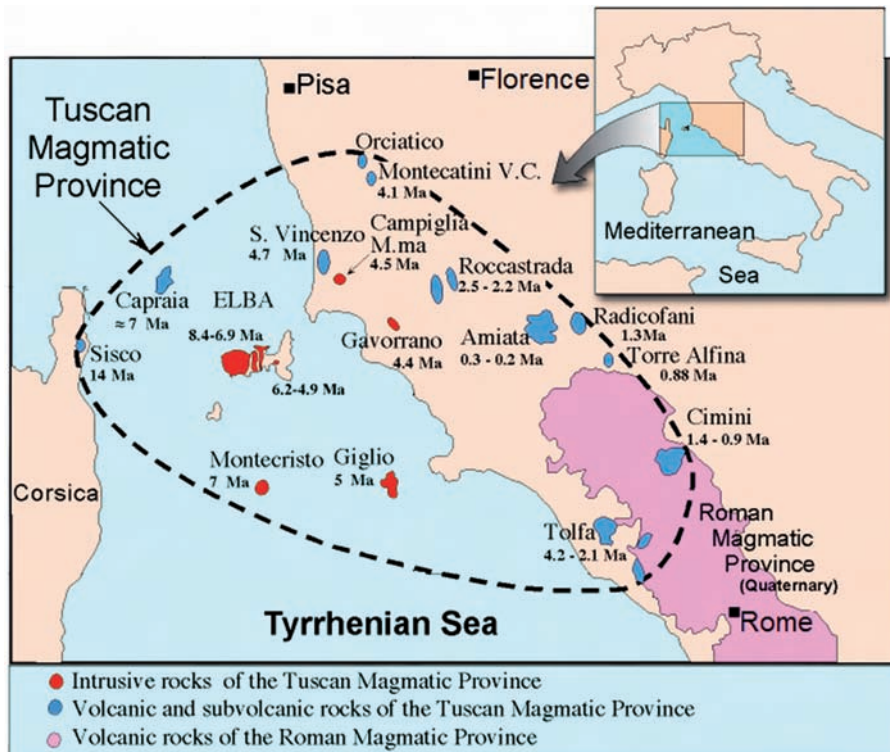 Pisa
Florence
Tuscan
Magmatic
Province
Orciatico
Montecatini V.C.
4.1 Ma
S. Vincenzo
4.7 Ma
Campiglia
M.ma
4.5 Ma
Roccastrada
2.5 - 2.2 Ma
Capraia
≈ 7 Ma
ELBA
8.4-6.9 Ma
6.2-4.9 Ma
Gavorrano
4.4 Ma
Amiata
0.3 - 0.2 Ma
Radicofani
1.3Ma
Torre Alfina
0.88 Ma
Sisco
14 Ma
Cimini
1.4 - 0.9 Ma
Montecristo
7 Ma
Giglio
5 Ma
Corsica
Tolfa
4.2 - 2.1 Ma
Roman
Magmatic
Province
(Quaternary)
Rome
Tyrrhenian Sea
Mediterranean
Sea
Intrusive rocks of the Tuscan Magmatic Province
Volcanic and subvolcanic rocks of the Tuscan Magmatic Province
Volcanic rocks of the Roman Magmatic Province